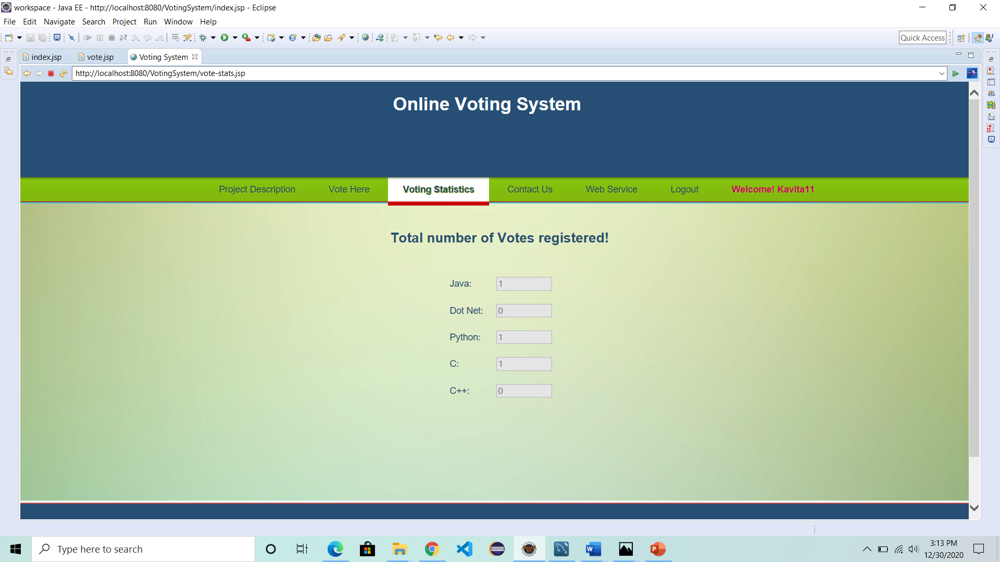 workspace - Java EE - http://localhost:8080/VotingSystem/index.jsp - Eclipse
File Edit Navigate Search Project Run Window Help
Quick Access
index.jsp vote.jsp Voting System
http://localhost:8080/VotingSystem/vote-stats.jsp
Online Voting System
Project Description Vote Here Voting Statistics Contact Us Web Service Logout Welcome! Kavita11
Total number of Votes registered!
Java: 1
Dot Net: 0
Python: 1
C: 1
C++: 0
Type here to search
3:13 PM
12/30/2020